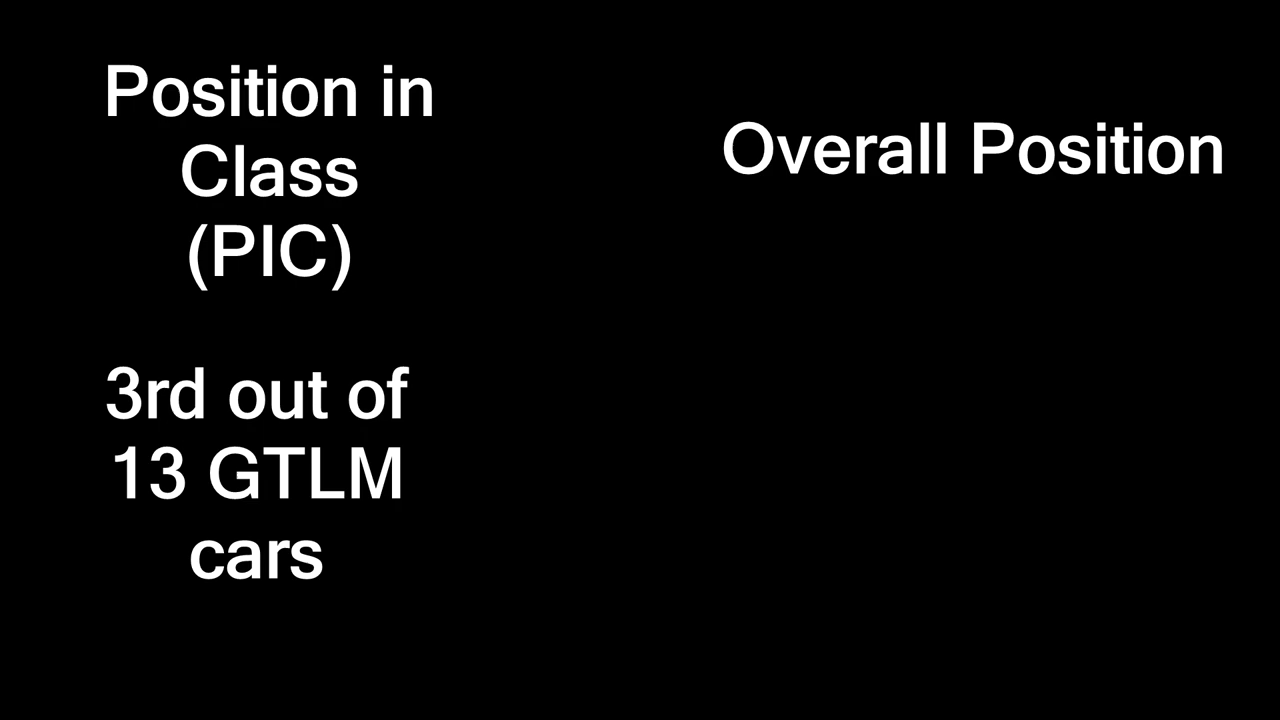 Position in
Class
(PIC)
3rd out of
13 GTLM
cars
Overall Position